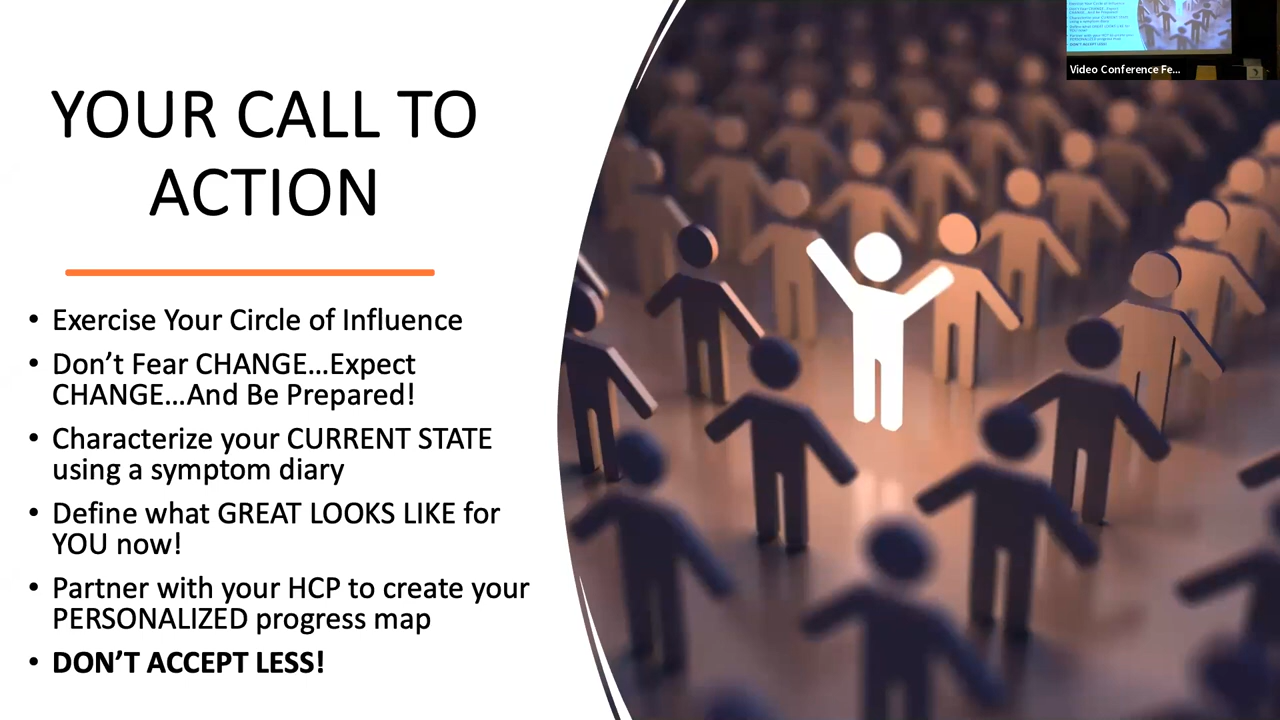 YOUR CALL TO
ACTION
• Exercise Your Circle of Influence
• Don’t Fear CHANGE…Expect
CHANGE…And Be Prepared!
• Characterize your CURRENT STATE
using a symptom diary
• Define what GREAT LOOKS LIKE for
YOU now!
• Partner with your HCP to create your
PERSONALIZED progress map
• DON’T ACCEPT LESS!
Video Conference Fe...